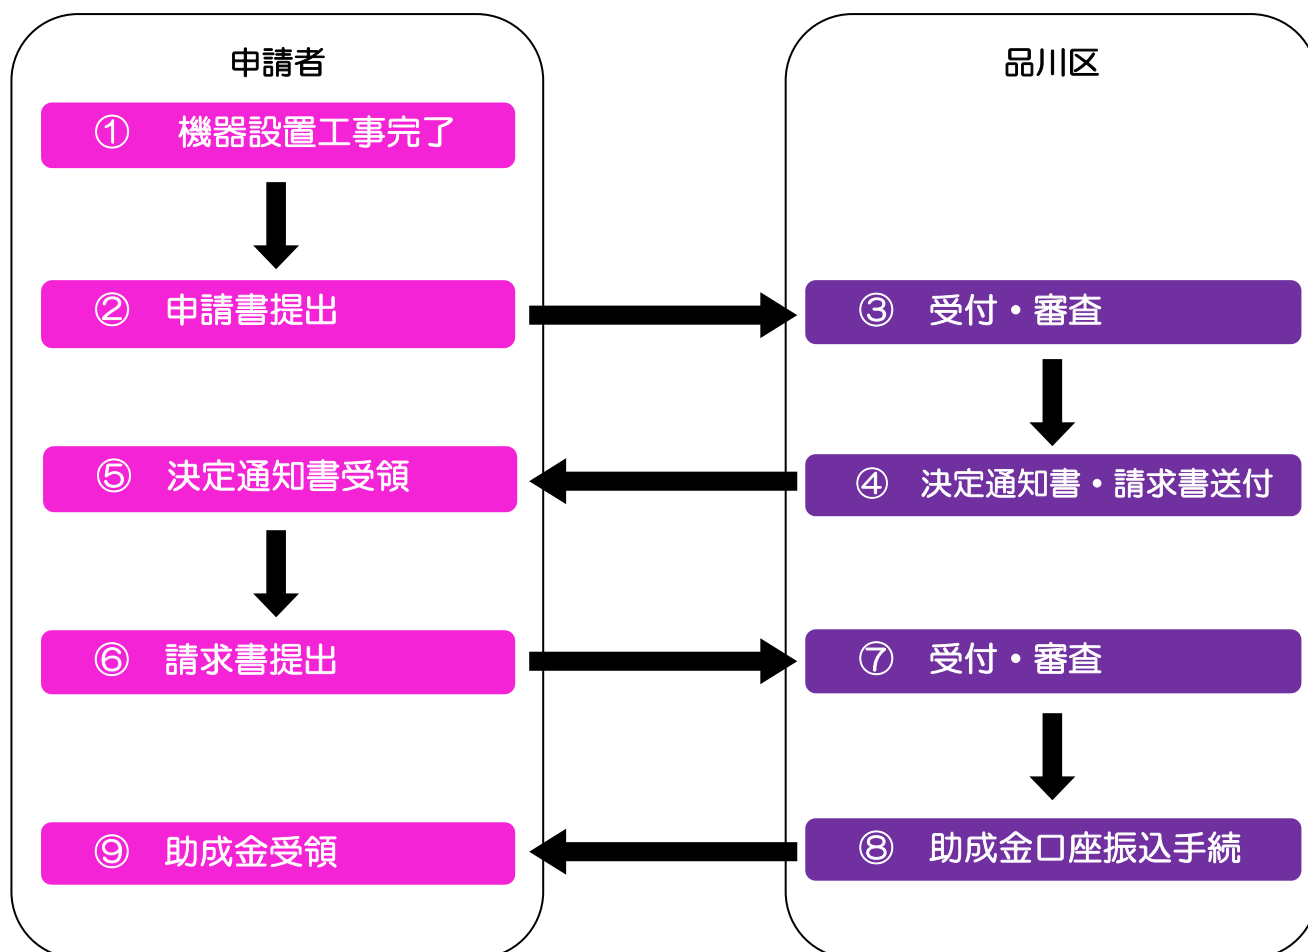 申請者
品川区
① 機器設置工事完了
② 申請書提出
③ 受付・審査
④ 決定通知書・請求書送付
⑤ 決定通知書受領
⑥ 請求書提出
⑦ 受付・審査
⑧ 助成金口座振込手続
⑨ 助成金受領